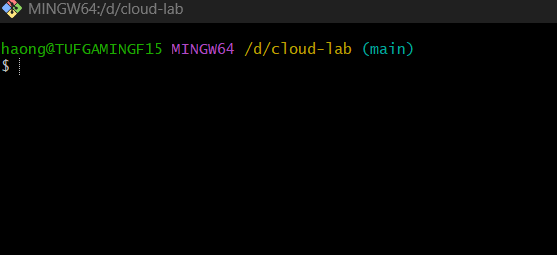 MINGW64:/d/cloud-lab
haong@TUFGAMINGF15 MINGW64 /d/cloud-lab (main)
$